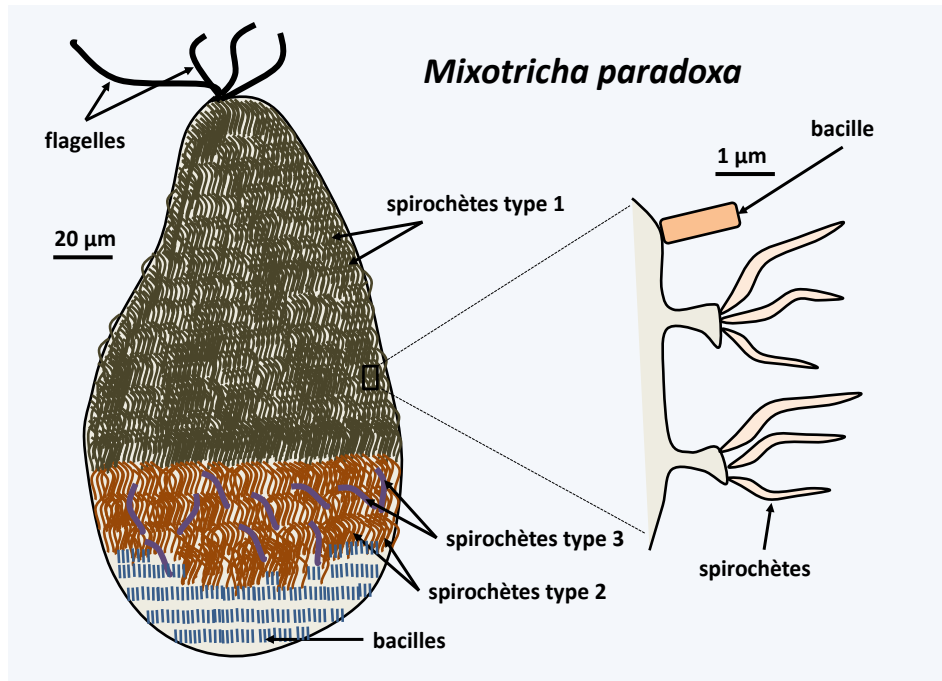 Mixotricha paradoxa
flagelles
bacille
1 µm
spirochètes type 1
20 µm
spirochètes type 3
spirochètes
spirochètes type 2
bacilles